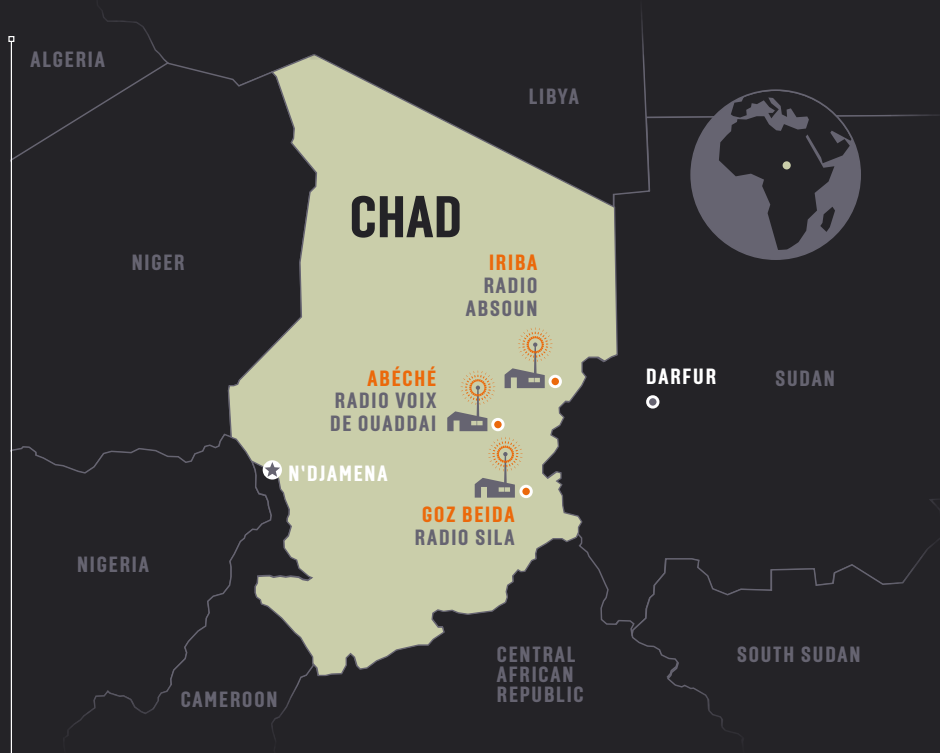 ALGERIA
LIBYA
CHAD
NIGER
IRIBA
RADIO
ABSOUN
ABÉCHÉ
RADIO VOIX
DE OUADDAI
DARFUR
SUDAN
N'DJAMENA
GOZ BEIDA
RADIO SILA
NIGERIA
CENTRAL
AFRICAN
REPUBLIC
SOUTH SUDAN
CAMEROON